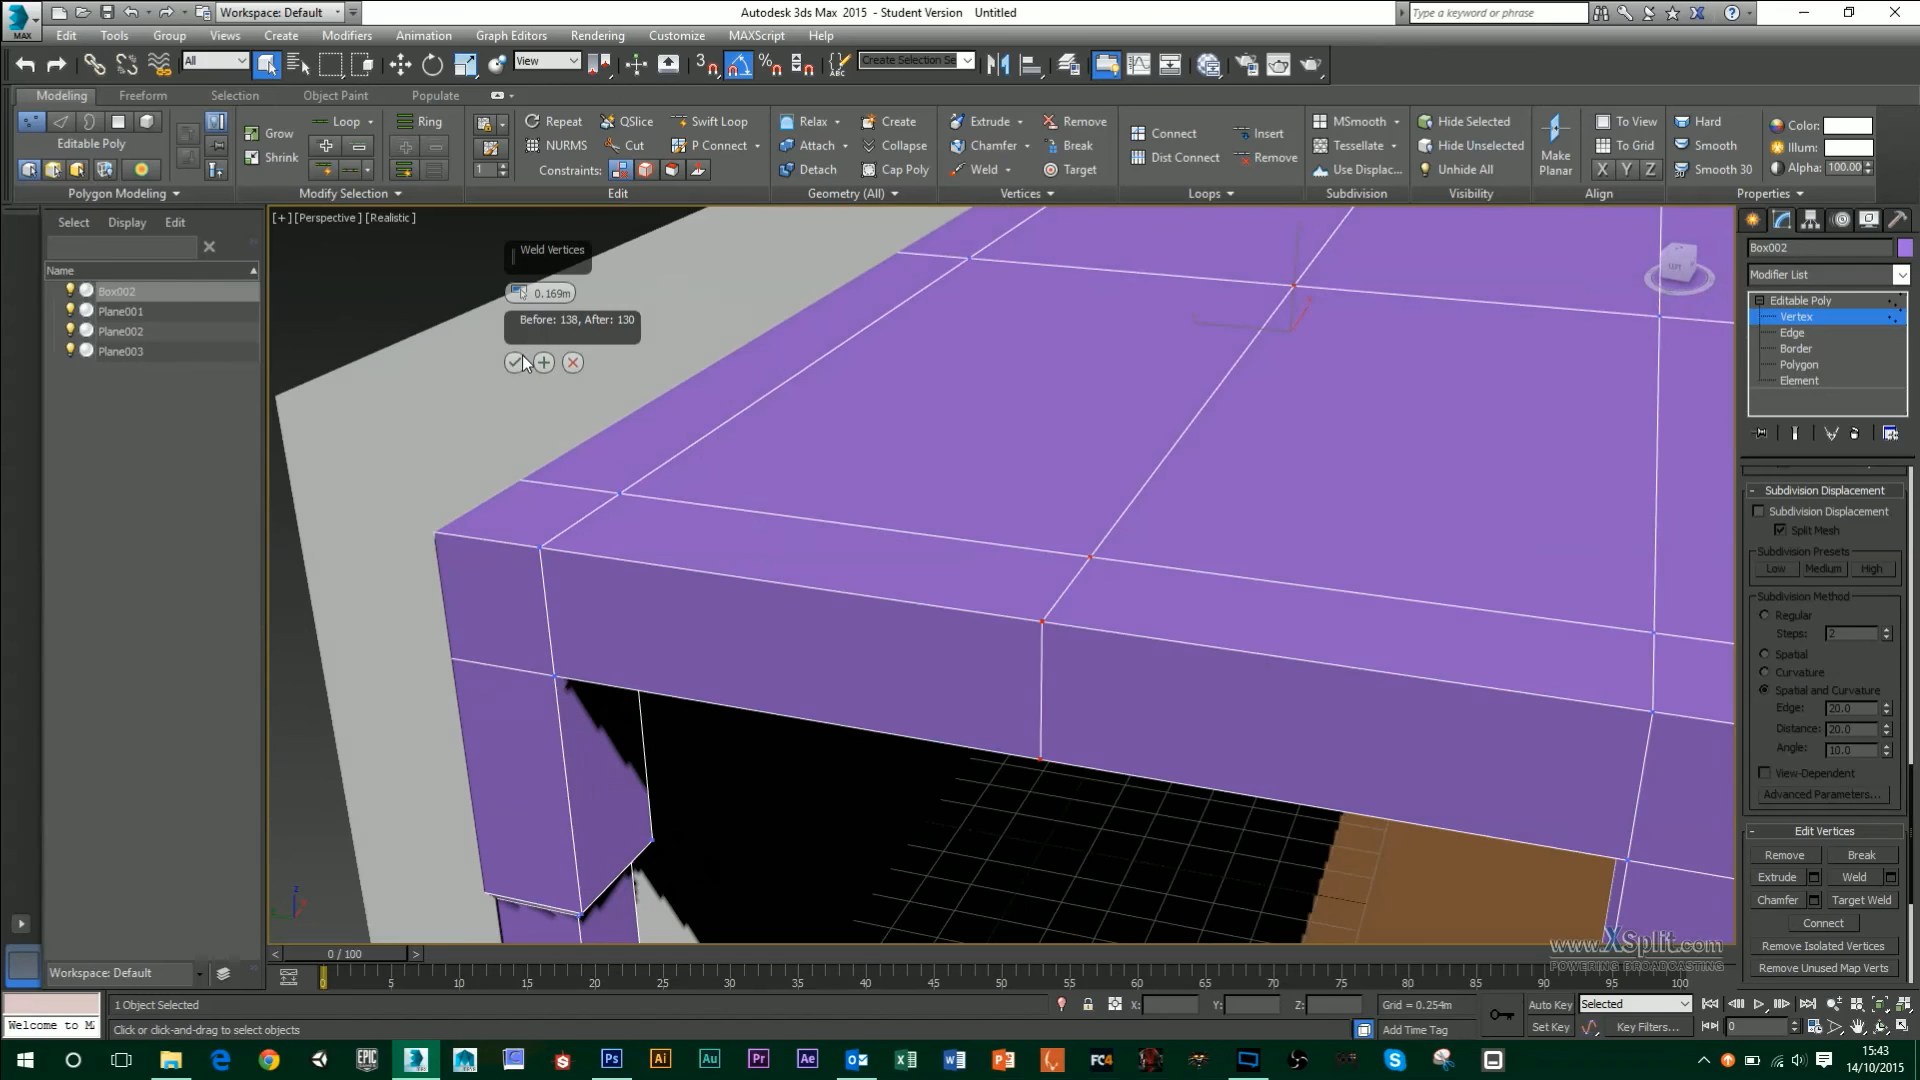 Workspace: Default
Autodesk 3ds Max 2015 - Student Version Untitled
Type a keyword or phrase
MAX
Edit Tools Group Views Create Modifiers Animation Graph Editors Rendering Customize MAXScript Help
All
View
3
ABC
Create Selection Se
Modeling Freeform Selection Object Paint Populate
Loop Ring Repeat QSlice Swift Loop Relax Create Extrude Remove MSmooth Hide Selected To View Hard Color:
Grow Connect Insert
Editable Poly NURMS Cut P Connect Attach Collapse Chamfer Break Tessellate Hide Unselected Make Planar To Grid Smooth Illum:
Shrink Dist Connect Remove
1 Constraints: Detach Cap Poly Weld Target Use Displac... Unhide All X Y Z Smooth 30 Alpha: 100.00
Polygon Modeling Modify Selection Edit Geometry (All) Vertices Loops Subdivision Visibility Align Properties
Select Display Edit
[+] [Perspective] [Realistic]
Name
Box002
Plane001
Plane002
Plane003
Weld Vertices
0.169m
Before: 138, After: 130
LEFT
Box002
Modifier List
Editable Poly
Vertex
Edge
Border
Polygon
Element
Subdivision Displacement
Subdivision Displacement
Split Mesh
Subdivision Presets
Low Medium High
Subdivision Method
Regular
Steps: 2
Spatial
Curvature
Spatial and Curvature
Edge: 20.0
Distance: 20.0
Angle: 10.0
View-Dependent
Advanced Parameters...
Edit Vertices
Remove Break
Extrude Weld
Chamfer Target Weld
Connect
Remove Isolated Vertices
Remove Unused Map Verts
www.XSplit.com
POWERING BROADCASTING
z
Workspace: Default
0 / 100
0 5 10 15 20 25 30 35 40 45 50 55 60 65 70 75 80 85 90 95 100
1 Object Selected
X: Y: Z: Grid = 0.254m
Auto Key Selected
Welcome to M
Click or click-and-drag to select objects
Add Time Tag
Set Key Key Filters...
0
EPIC
Ps Ai Au Pr Ae
FC4
15:43
14/10/2015